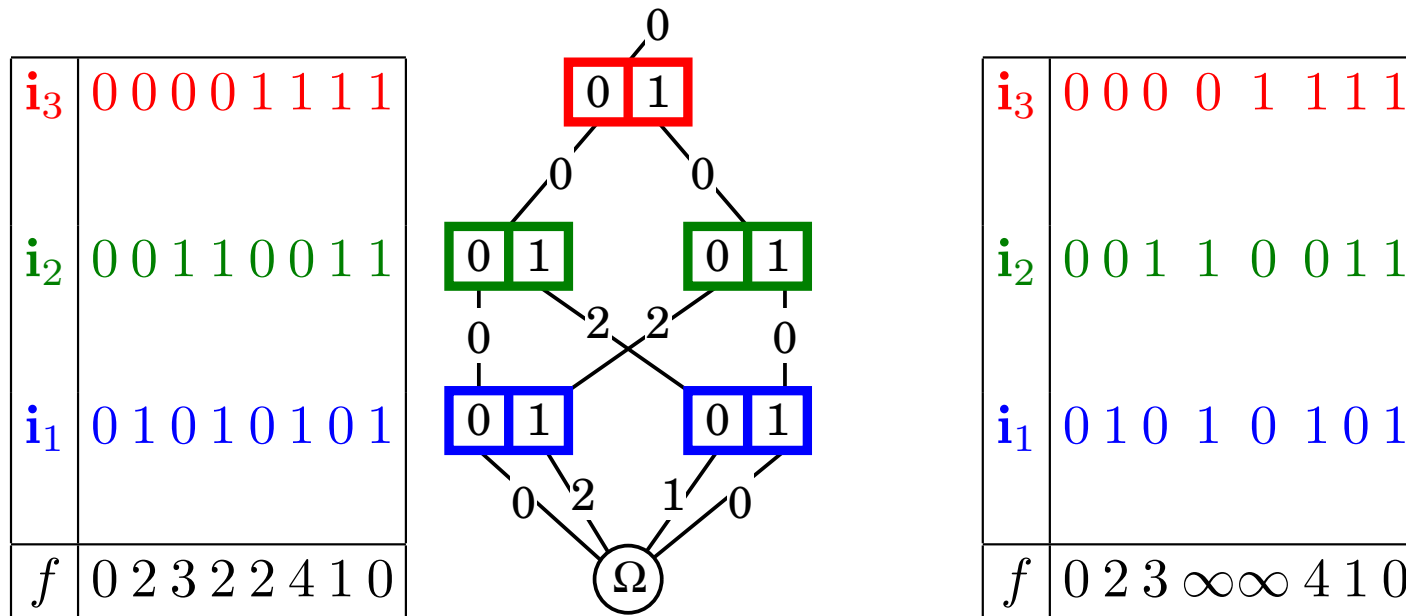 0
i₃ 0 0 0 0 1 1 1 1
0 1
i₃ 0 0 0 0 1 1 1 1
0 0
i₂ 0 0 1 1 0 0 1 1
0 1 0 1
i₂ 0 0 1 1 0 0 1 1
0 2 2 0
i₁ 0 1 0 1 0 1 0 1
0 1 0 1
i₁ 0 1 0 1 0 1 0 1
0 2 1 0
f 0 2 3 2 2 4 1 0
Ω
f 0 2 3 ∞ ∞ 4 1 0